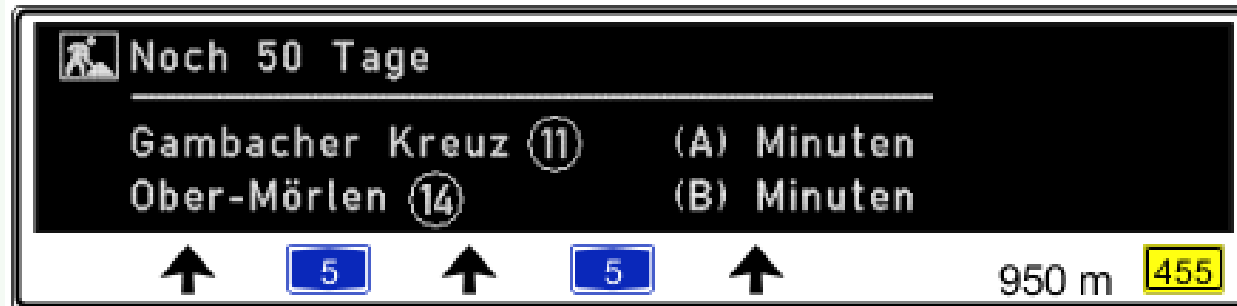 Noch 50 Tage
Gambacher Kreuz 11 (A) Minuten
Ober-Mörlen 14 (B) Minuten
5 5 950 m 455